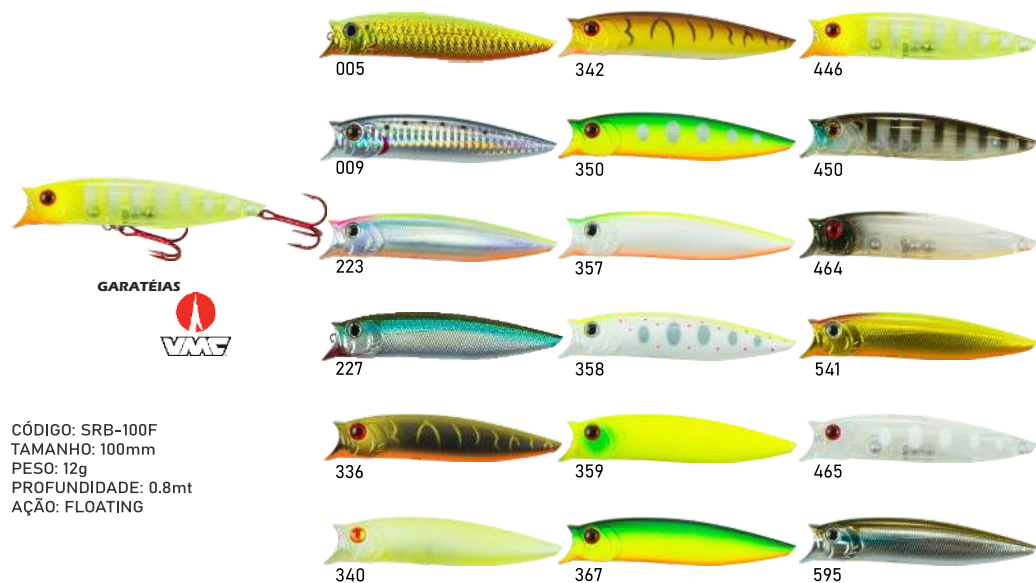 005
342
446
009
350
450
223
357
464
GARATÉIAS
VMC
227
358
541
CÓDIGO: SRB-100F
TAMANHO: 100mm
PESO: 12g
PROFUNDIDADE: 0.8mt
AÇÃO: FLOATING
336
359
465
340
367
595